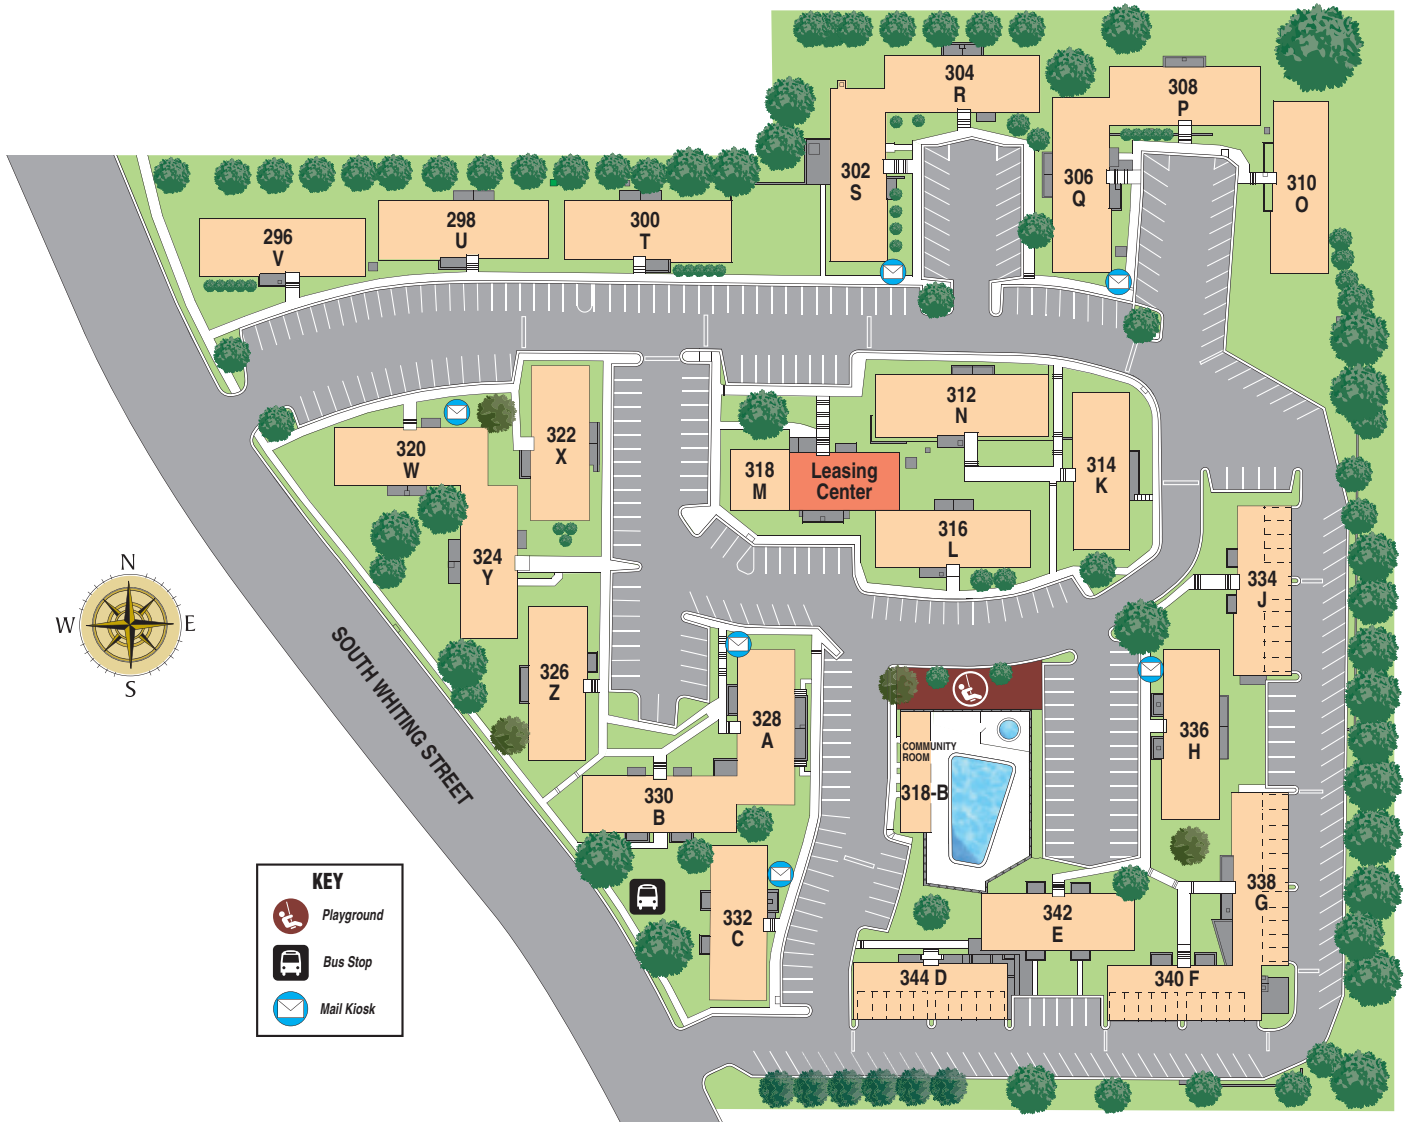 304
R
308
P
302
S
306
Q
310
O
296
V
298
U
300
T
312
N
320
W
322
X
318
M
Leasing
Center
314
K
316
L
324
Y
334
J
N
W
E
S
SOUTH WHITING STREET
326
Z
328
A
336
H
COMMUNITY
ROOM
318-B
330
B
338
G
332
C
342
E
344 D
340 F
KEY
Playground
Bus Stop
Mail Kiosk